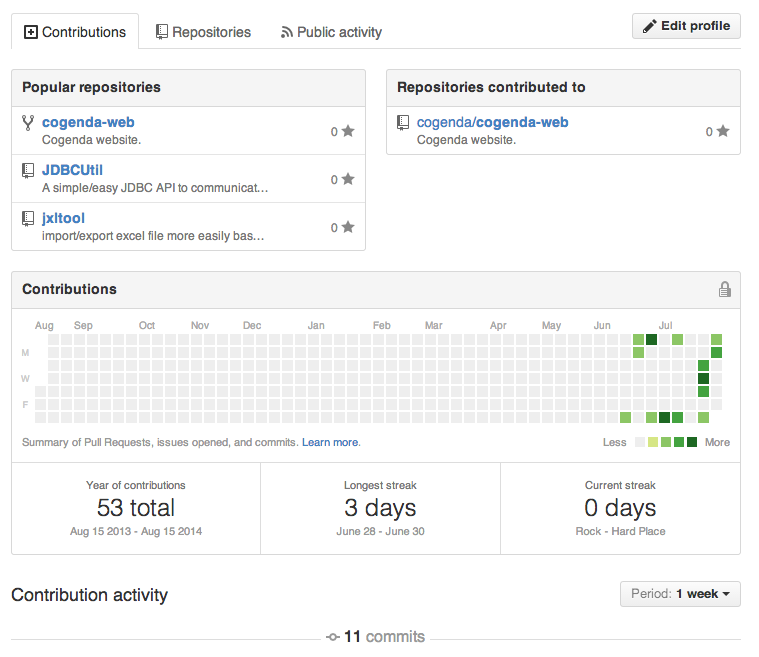 Contributions
Repositories
Public activity
Edit profile
Popular repositories
cogenda-web
Cogenda website.
0
JDBCUtil
A simple/easy JDBC API to communicat…
0
jxltool
import/export excel file more easily bas…
0
Repositories contributed to
cogenda/cogenda-web
Cogenda website.
0
Contributions
Aug Sep Oct Nov Dec Jan Feb Mar Apr May Jun Jul
M
W
F
Summary of Pull Requests, issues opened, and commits. Learn more.
Less More
Year of contributions
53 total
Aug 15 2013 - Aug 15 2014
Longest streak
3 days
June 28 - June 30
Current streak
0 days
Rock - Hard Place
Contribution activity
Period: 1 week
11 commits